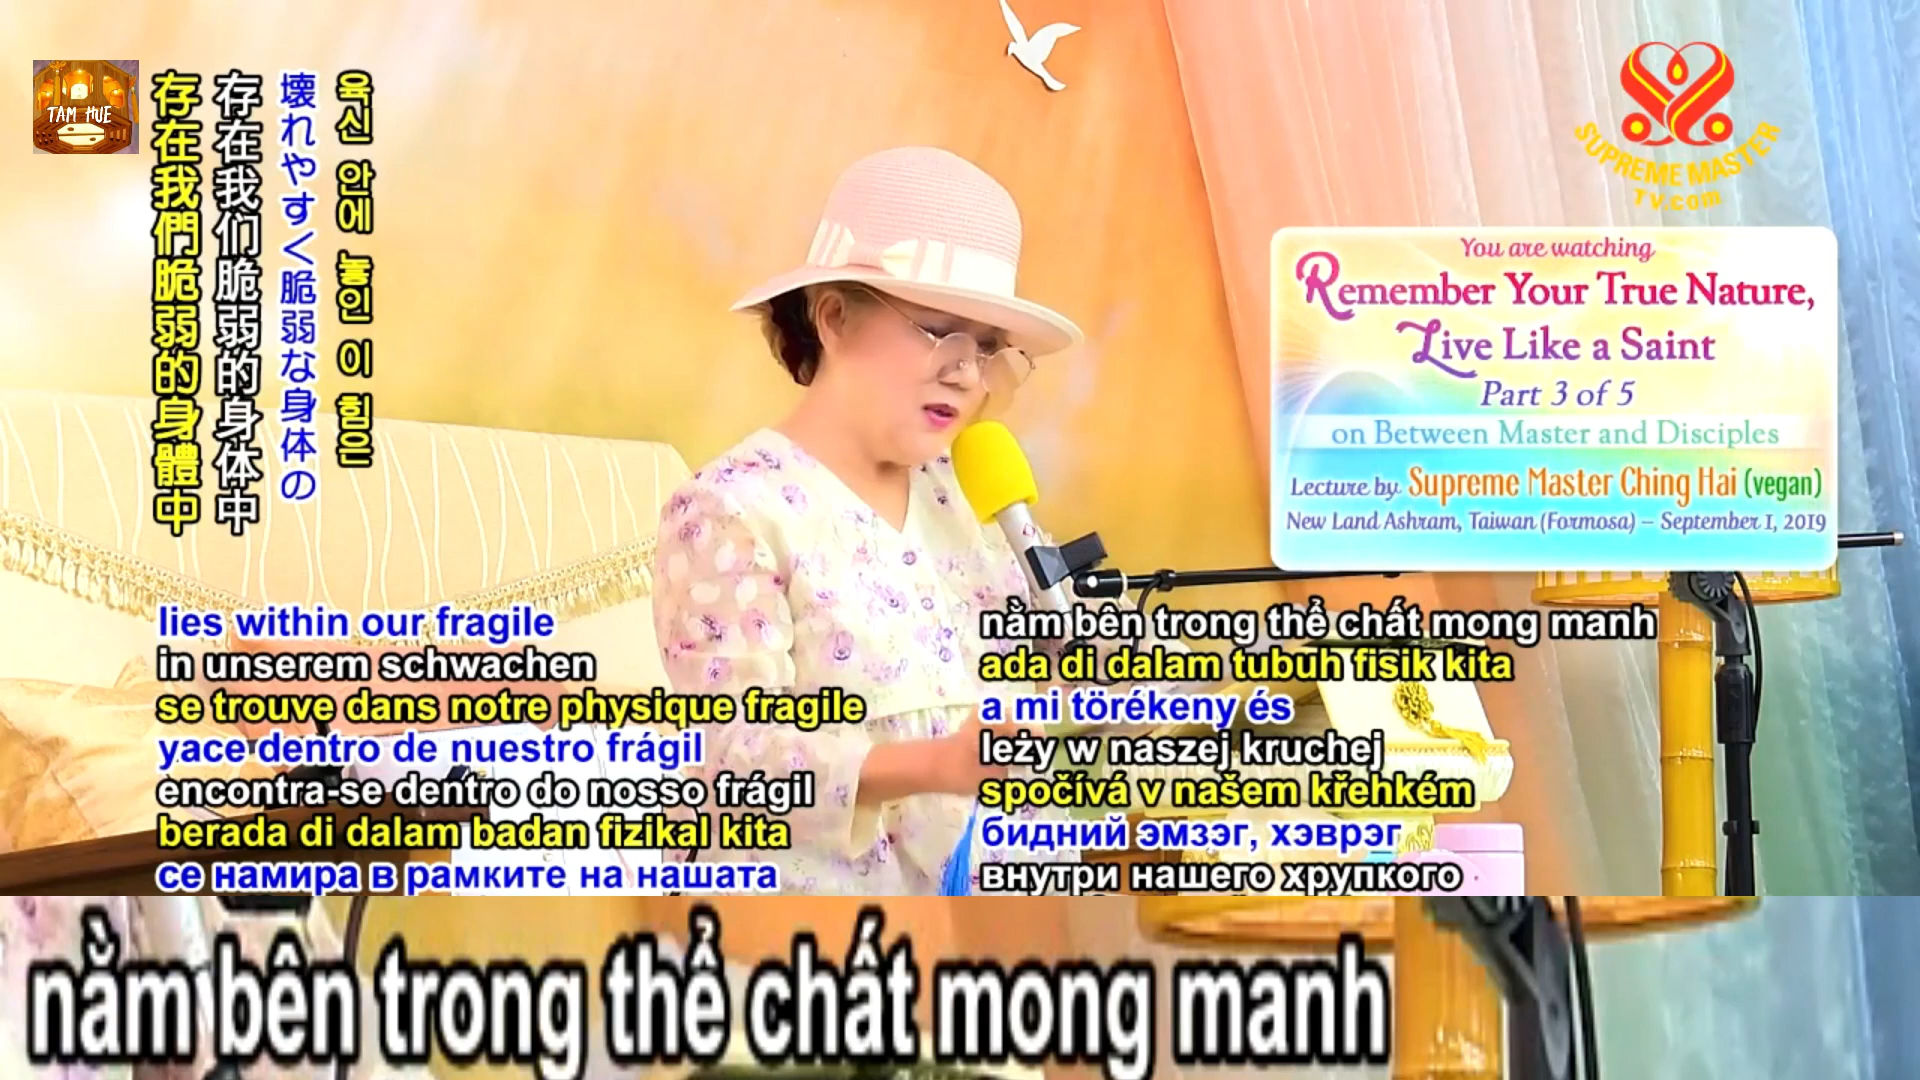 TAM HUE
存在我們脆弱的身體中
存在我们脆弱的身体中
壊れやすく脆弱な身体の
육신 안에 놓인 이 힘은
SUPREME MASTER
TV.com
You are watching
Remember Your True Nature,
Live Like a Saint
Part 3 of 5
on Between Master and Disciples
Lecture by Supreme Master Ching Hai (vegan)
New Land Ashram, Taiwan (Formosa) – September 1, 2019
lies within our fragile
in unserem schwachen
se trouve dans notre physique fragile
yace dentro de nuestro frágil
encontra-se dentro do nosso frágil
berada di dalam badan fizikal kita
се намира в рамките на нашата
nằm bên trong thể chất mong manh
ada di dalam tubuh fisik kita
a mi törékeny és
leży w naszej kruchej
spočívá v našem křehkém
бидний эмзэг, хэврэг
внутри нашего хрупкого
nằm bên trong thể chất mong manh